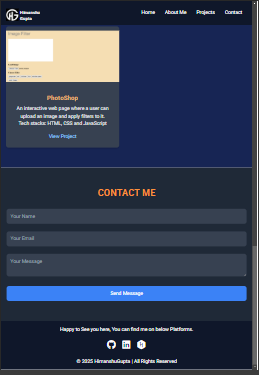 Himanshu
Gupta
Home
About Me
Projects
Contact
Image Filter
PhotoShop
An interactive web page where a user can
upload an image and apply filters to it.
Tech stacks: HTML, CSS and JavaScript
View Project
CONTACT ME
Your Name
Your Email
Your Message
Send Message
Happy to See you here, You can find me on below Platforms.
© 2025 HimanshuGupta | All Rights Reserved